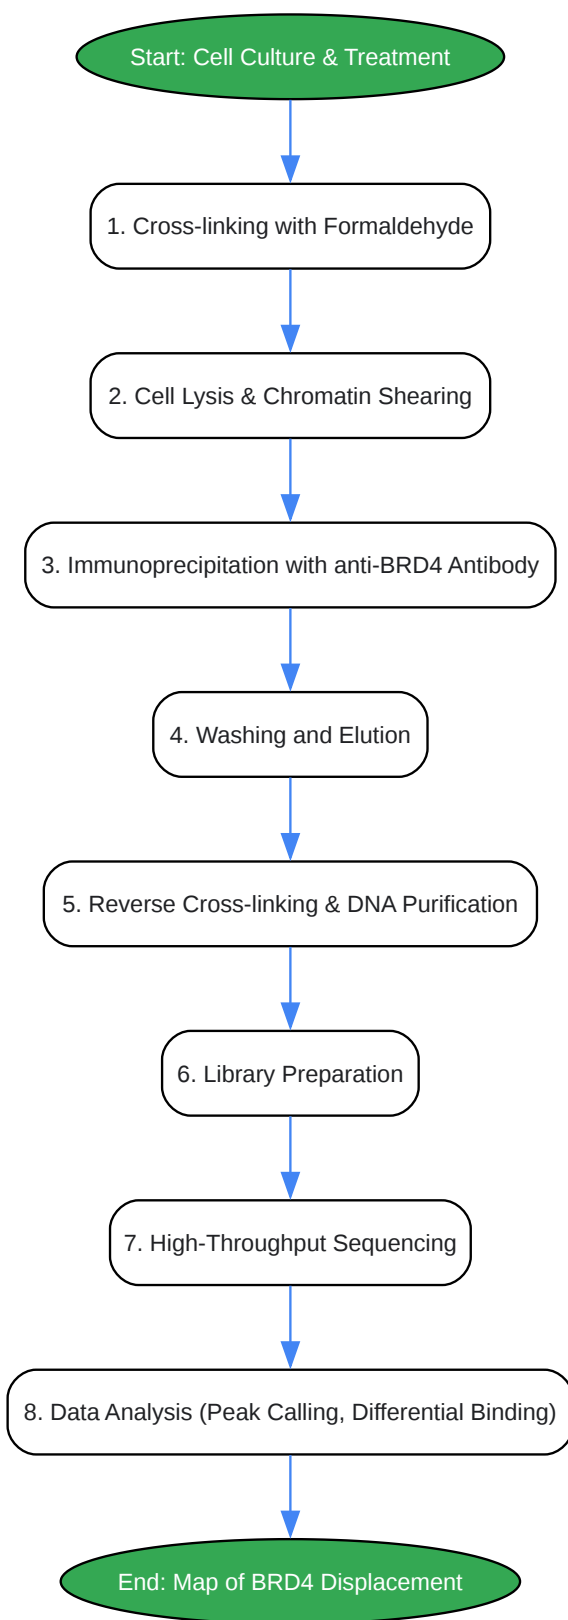 Start: Cell Culture & Treatment
1. Cross-linking with Formaldehyde
2. Cell Lysis & Chromatin Shearing
3. Immunoprecipitation with anti-BRD4 Antibody
4. Washing and Elution
5. Reverse Cross-linking & DNA Purification
6. Library Preparation
7. High-Throughput Sequencing
8. Data Analysis (Peak Calling, Differential Binding)
End: Map of BRD4 Displacement